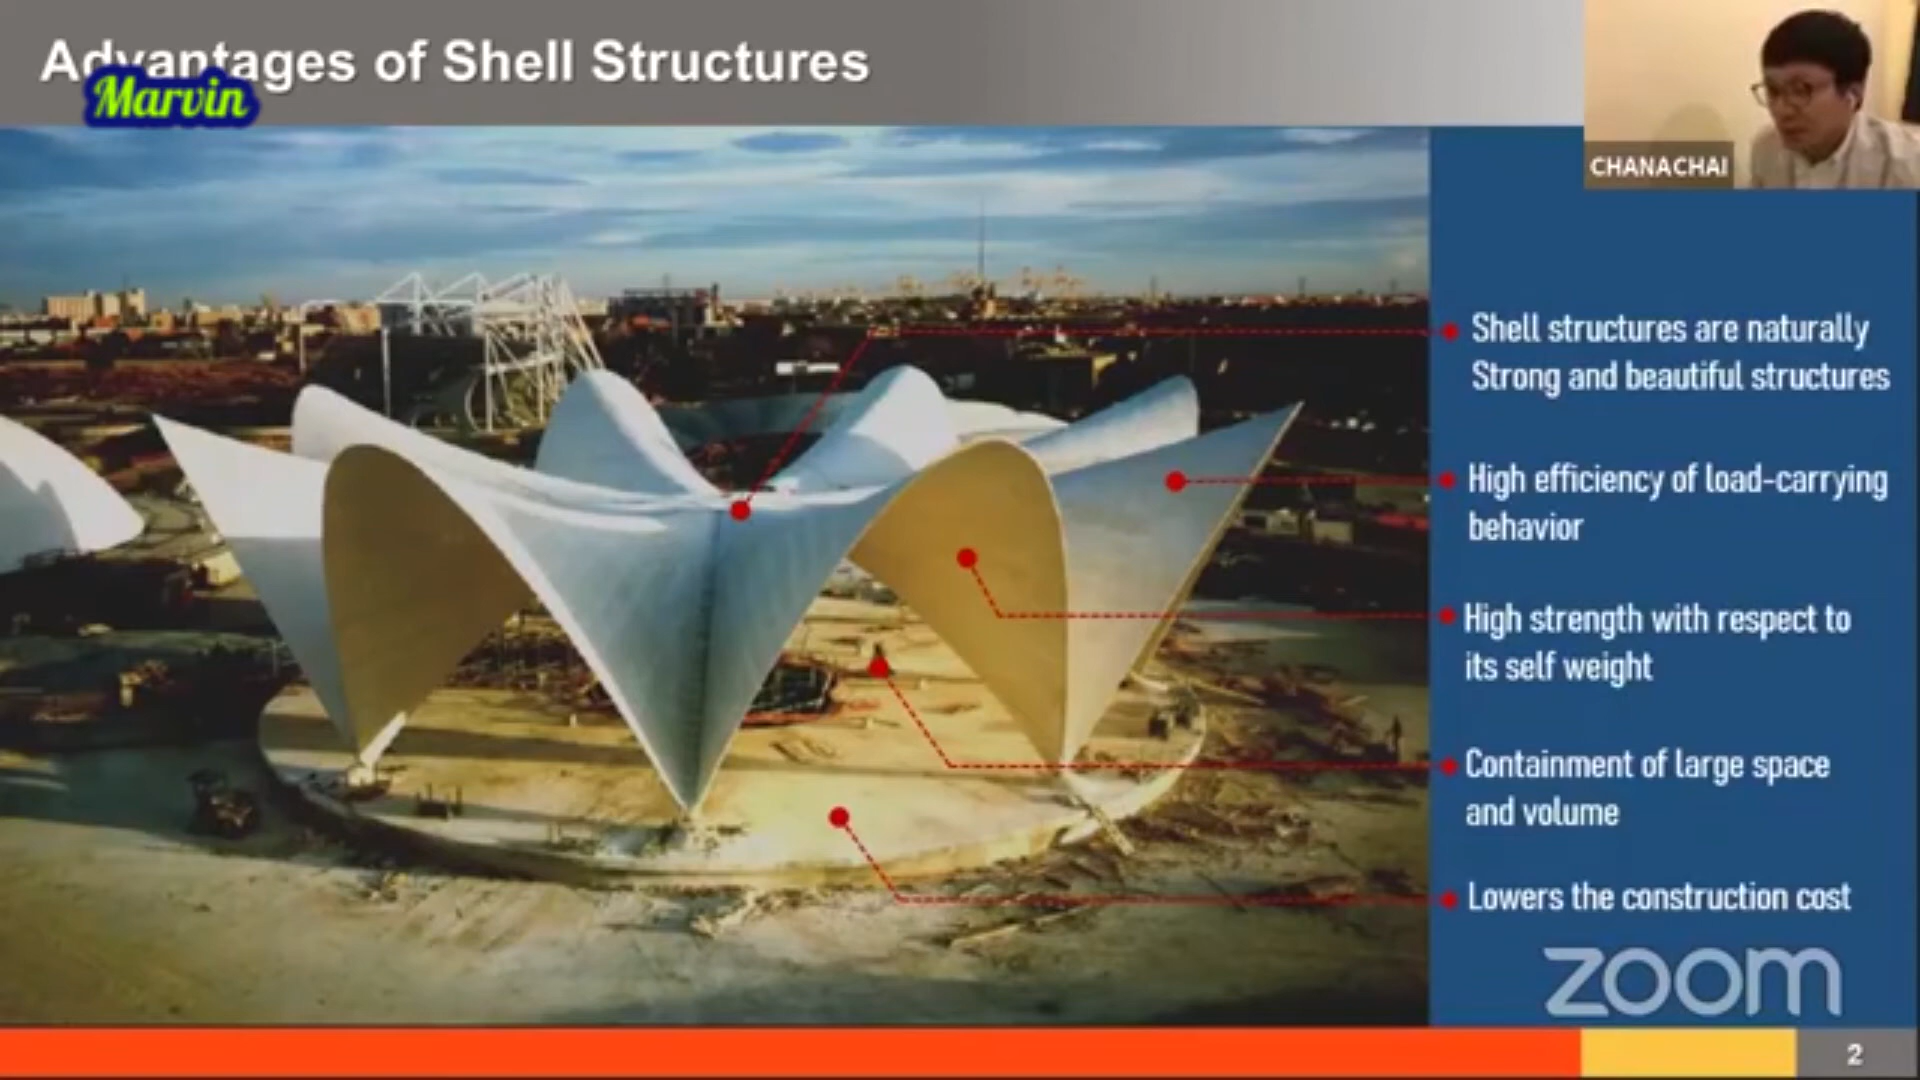 Advantages of Shell Structures
Marvin
CHANACHAI
Shell structures are naturally
Strong and beautiful structures
High efficiency of load-carrying
behavior
High strength with respect to
its self weight
Containment of large space
and volume
Lowers the construction cost
zoom
2